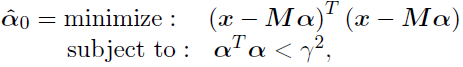 α̂₀ = minimize : (x − Mα)ᵀ (x − Mα)
subject to : αᵀα < γ²,